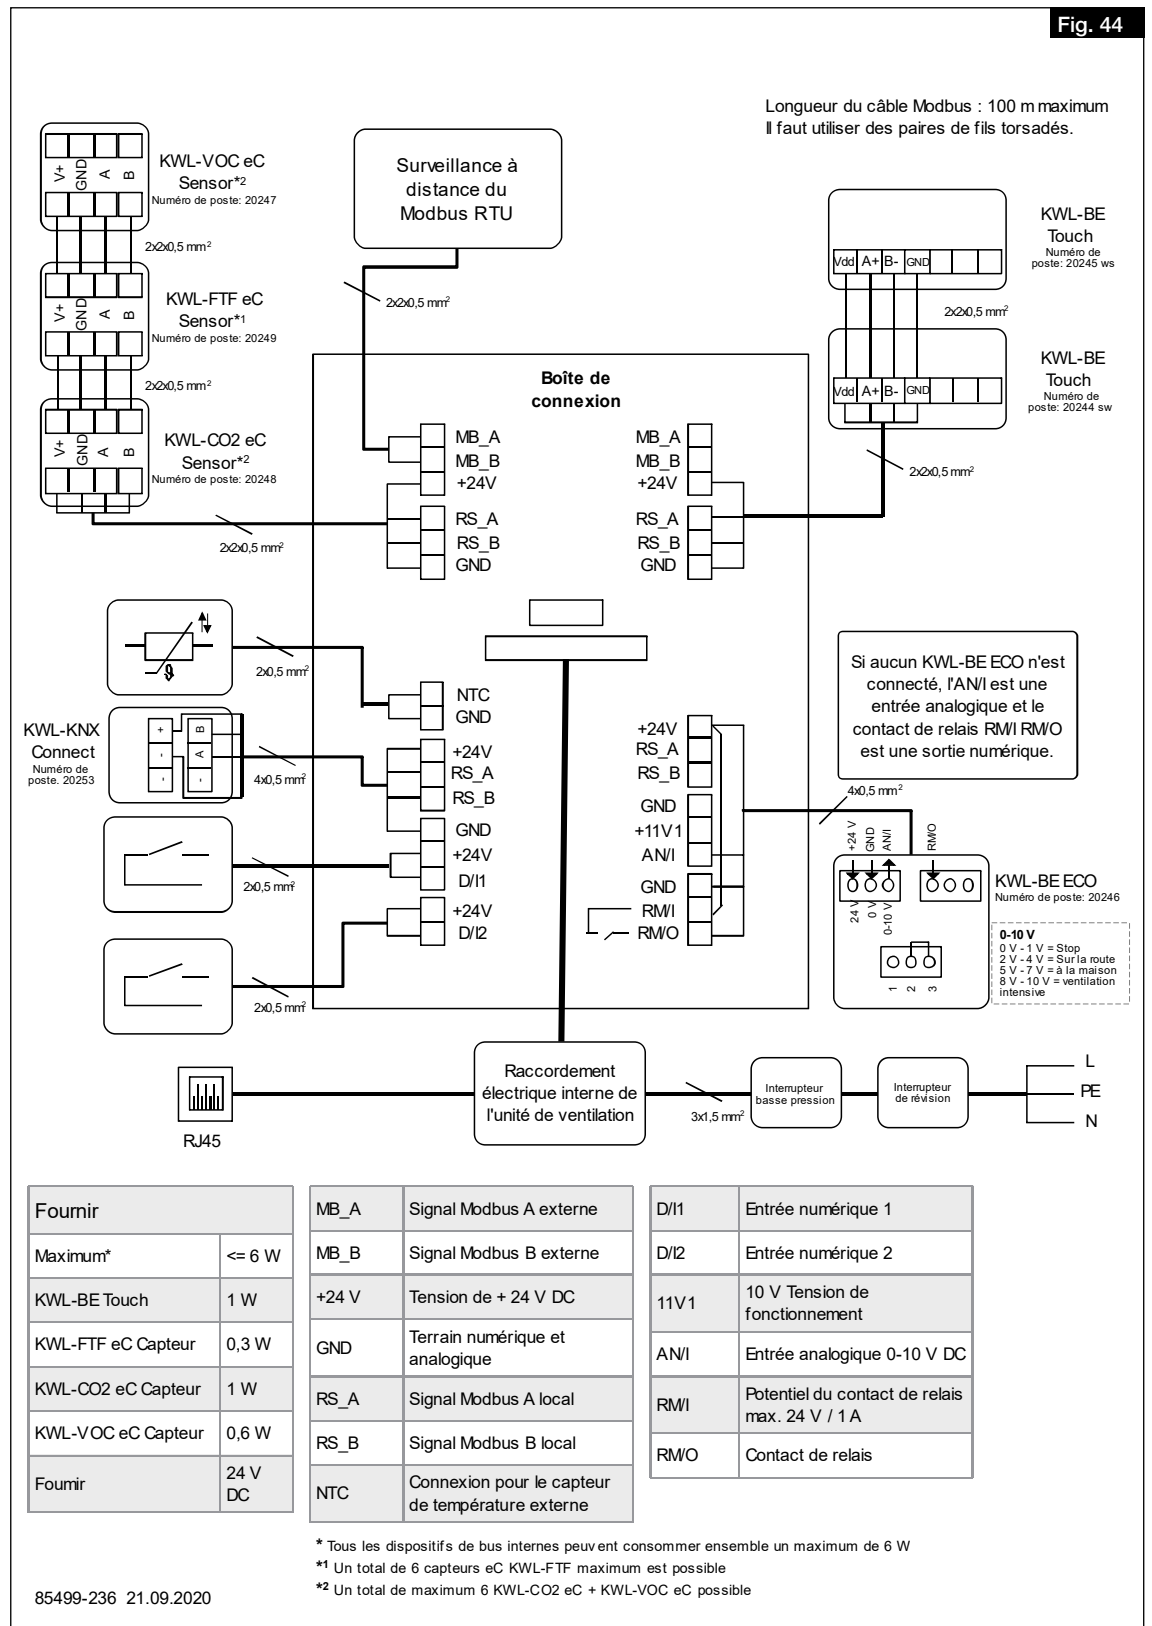 Fig. 44
Longueur du câble Modbus : 100 m maximum
Il faut utiliser des paires de fils torsadés.
V+
GND
A
B
KWL-VOC eC
Sensor*2
Numéro de poste: 20247
2x2x0,5 mm²
V+
GND
A
B
KWL-FTF eC
Sensor*1
Numéro de poste: 20249
2x2x0,5 mm²
V+
GND
A
B
KWL-CO2 eC
Sensor*2
Numéro de poste: 20248
2x2x0,5 mm²
Surveillance à
distance du
Modbus RTU
2x2x0,5 mm²
Vdd A+ B- GND
KWL-BE
Touch
Numéro de
poste: 20245 ws
2x2x0,5 mm²
Vdd A+ B- GND
KWL-BE
Touch
Numéro de
poste: 20244 sw
2x2x0,5 mm²
Boîte de
connexion
MB_A
MB_B
+24V
RS_A
RS_B
GND
MB_A
MB_B
+24V
RS_A
RS_B
GND
ϑ
2x0,5 mm²
NTC
GND
KWL-KNX
Connect
Numéro de
poste. 20253
+
-
-
B
A
-
4x0,5 mm²
+24V
RS_A
RS_B
GND
+24V
D/I1
+24V
D/I2
2x0,5 mm²
2x0,5 mm²
+24V
RS_A
RS_B
GND
+11V1
AN/I
GND
RM/I
RM/O
Si aucun KWL-BE ECO n'est
connecté, l'AN/I est une
entrée analogique et le
contact de relais RM/I RM/O
est une sortie numérique.
4x0,5 mm²
+24 V
GND
AN/I
RM/O
24 V
0 V
0-10 V
1
2
3
KWL-BE ECO
Numéro de poste: 20246
0-10 V
0 V - 1 V = Stop
2 V - 4 V = Sur la route
5 V - 7 V = à la maison
8 V - 10 V = ventilation
intensive
RJ45
Raccordement
électrique interne de
l'unité de ventilation
3x1,5 mm²
Interrupteur
basse pression
Interrupteur
de révision
L
PE
N
Fournir
Maximum* <= 6 W
KWL-BE Touch 1 W
KWL-FTF eC Capteur 0,3 W
KWL-CO2 eC Capteur 1 W
KWL-VOC eC Capteur 0,6 W
Fournir 24 V
DC
MB_A Signal Modbus A externe
MB_B Signal Modbus B externe
+24 V Tension de + 24 V DC
GND Terrain numérique et
analogique
RS_A Signal Modbus A local
RS_B Signal Modbus B local
NTC Connexion pour le capteur
de température externe
D/I1 Entrée numérique 1
D/I2 Entrée numérique 2
11V1 10 V Tension de
fonctionnement
AN/I Entrée analogique 0-10 V DC
RM/I Potentiel du contact de relais
max. 24 V / 1 A
RM/O Contact de relais
* Tous les dispositifs de bus internes peuvent consommer ensemble un maximum de 6 W
*1 Un total de 6 capteurs eC KWL-FTF maximum est possible
*2 Un total de maximum 6 KWL-CO2 eC + KWL-VOC eC possible
85499-236 21.09.2020